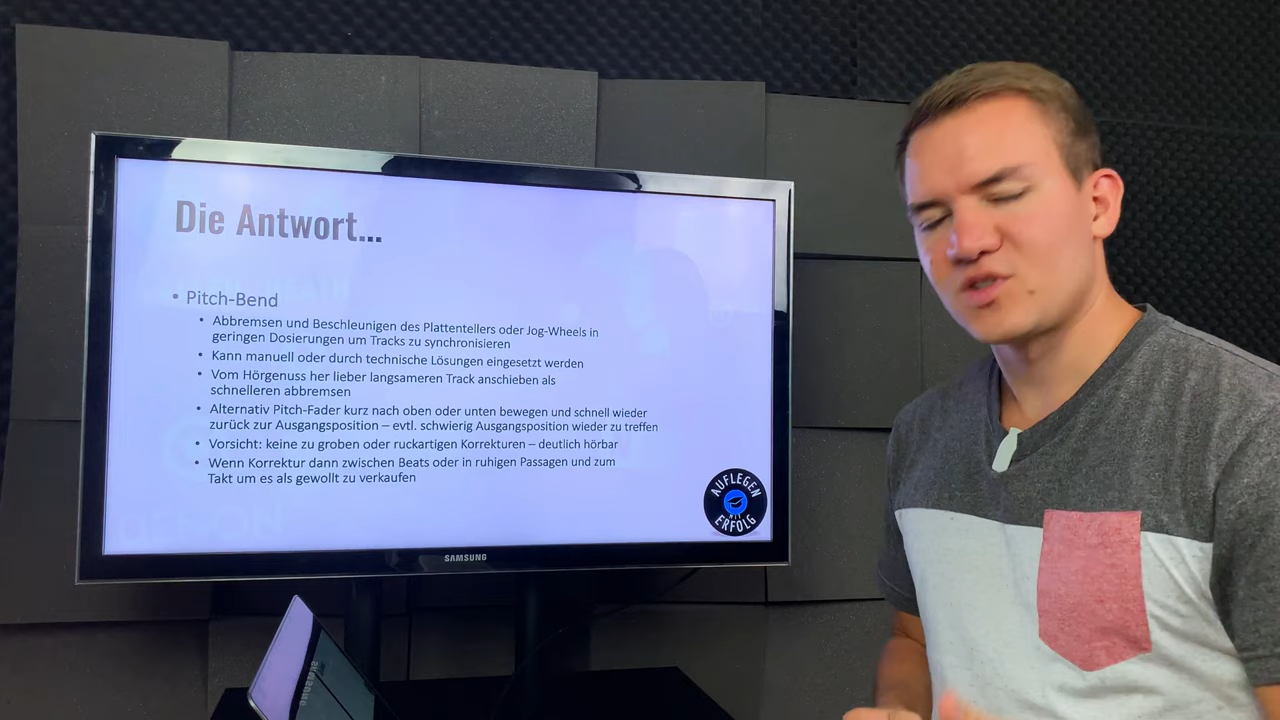 Die Antwort...
• Pitch-Bend
• Abbremsen und Beschleunigen des Plattentellers oder Jog-Wheels in
geringen Dosierungen um Tracks zu synchronisieren
• Kann manuell oder durch technische Lösungen eingesetzt werden
• Vom Hörgenuss her lieber langsameren Track anschieben als
schnelleren abbremsen
• Alternativ Pitch-Fader kurz nach oben oder unten bewegen und schnell wieder
zurück zur Ausgangsposition – evtl. schwierig Ausgangsposition wieder zu treffen
• Vorsicht: keine zu groben oder ruckartigen Korrekturen – deutlich hörbar
• Wenn Korrektur dann zwischen Beats oder in ruhigen Passagen und zum
Takt um es als gewollt zu verkaufen
AUFLEGEN
MIT
ERFOLG
SAMSUNG
SAMSUNG